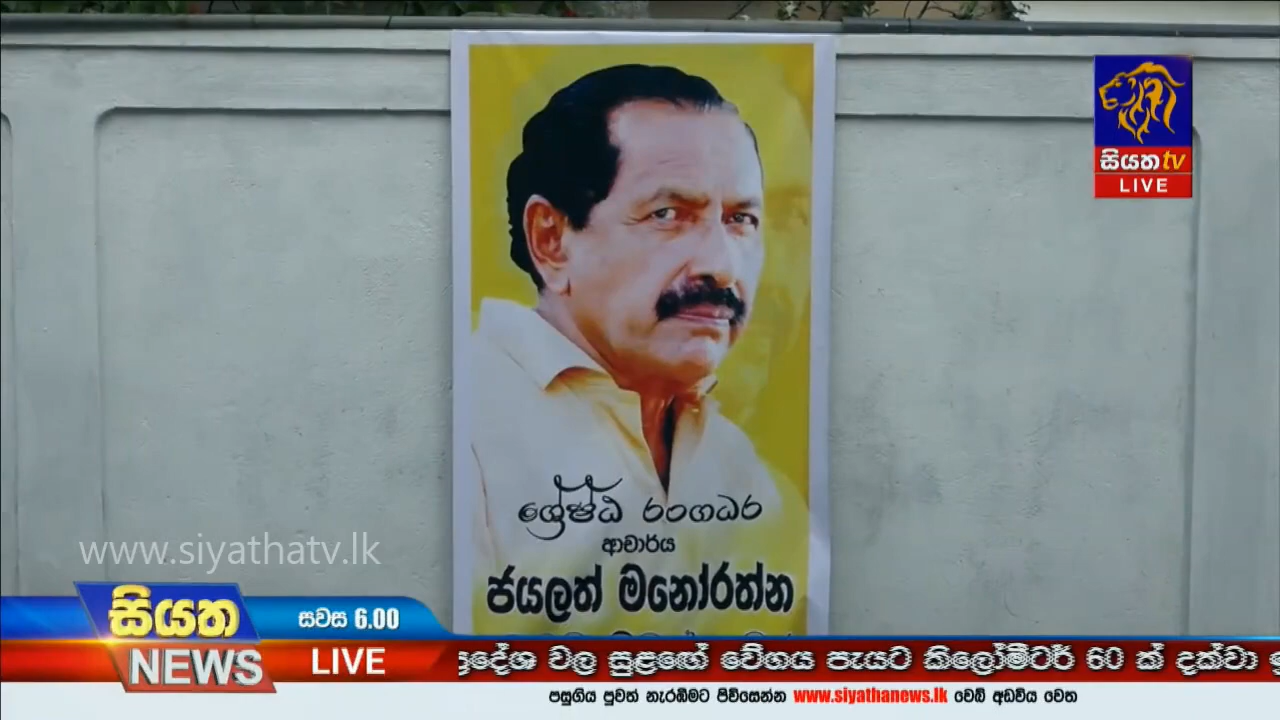 සියත tv
LIVE
ශ්‍රේෂ්ඨ රංගධර
ආචාර්ය
ජයලත් මනෝරත්න
www.siyathatv.lk
සියත
NEWS
සවස 6.00
LIVE
ප්‍රදේශ වල සුළඟේ වේගය පැයට කිලෝමීටර් 60 ක් දක්වා ඉ
පසුගිය පුවත් නැරඹීමට පිවිසෙන්න www.siyathanews.lk වෙබ් අඩවිය වෙත